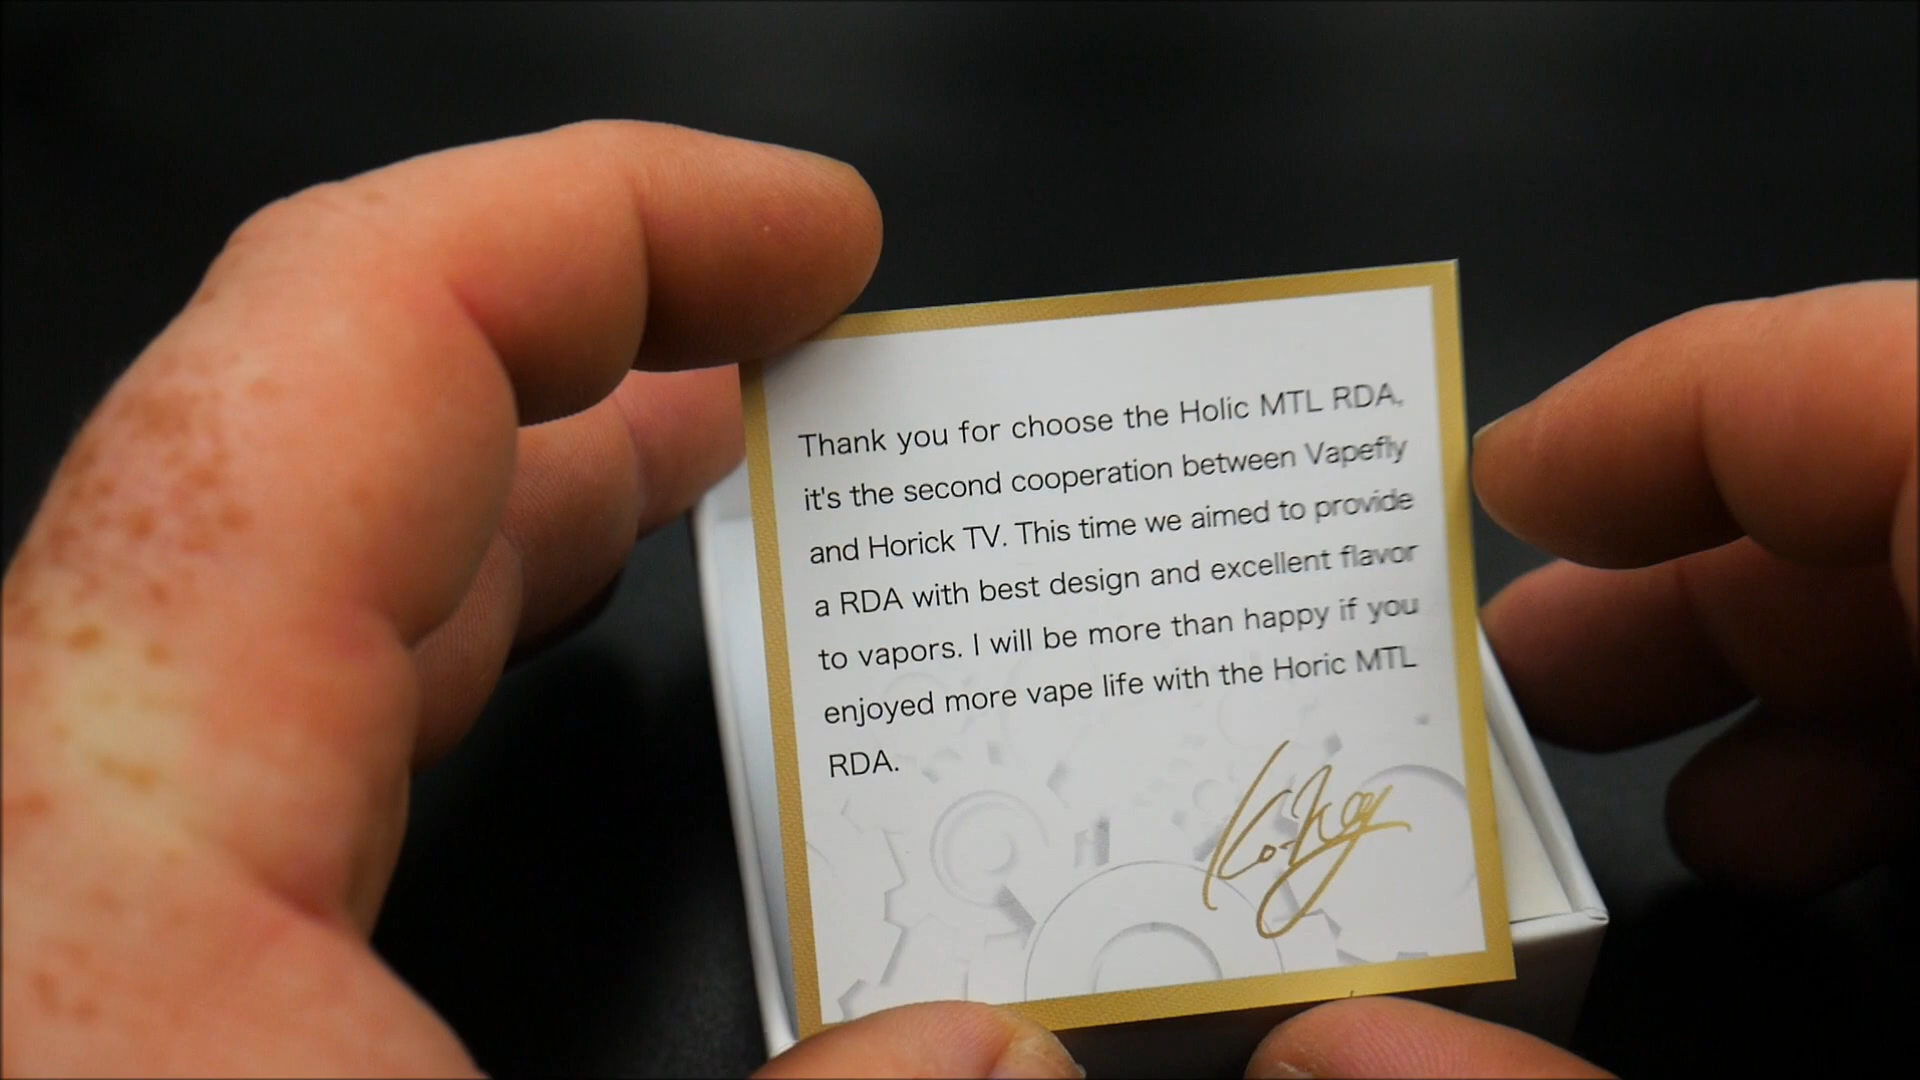 Thank you for choose the Holic MTL RDA,
it's the second cooperation between Vapefly
and Horick TV. This time we aimed to provide
a RDA with best design and excellent flavor
to vapors. I will be more than happy if you
enjoyed more vape life with the Horic MTL
RDA.